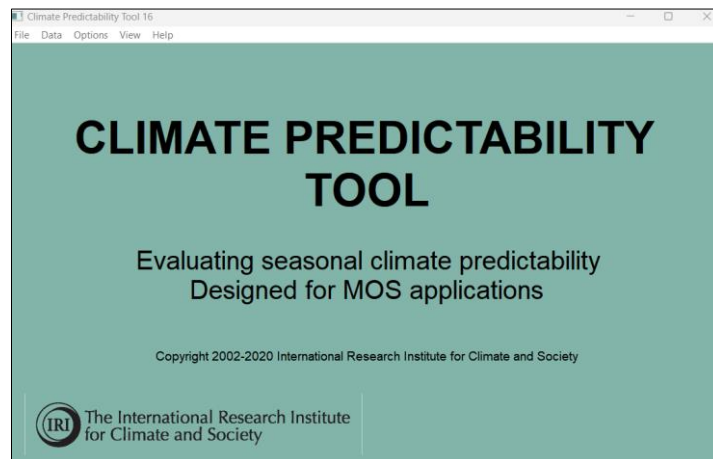 Climate Predictability Tool 16
File Data Options View Help
CLIMATE PREDICTABILITY
TOOL
Evaluating seasonal climate predictability
Designed for MOS applications
Copyright 2002-2020 International Research Institute for Climate and Society
IRI
The International Research Institute
for Climate and Society